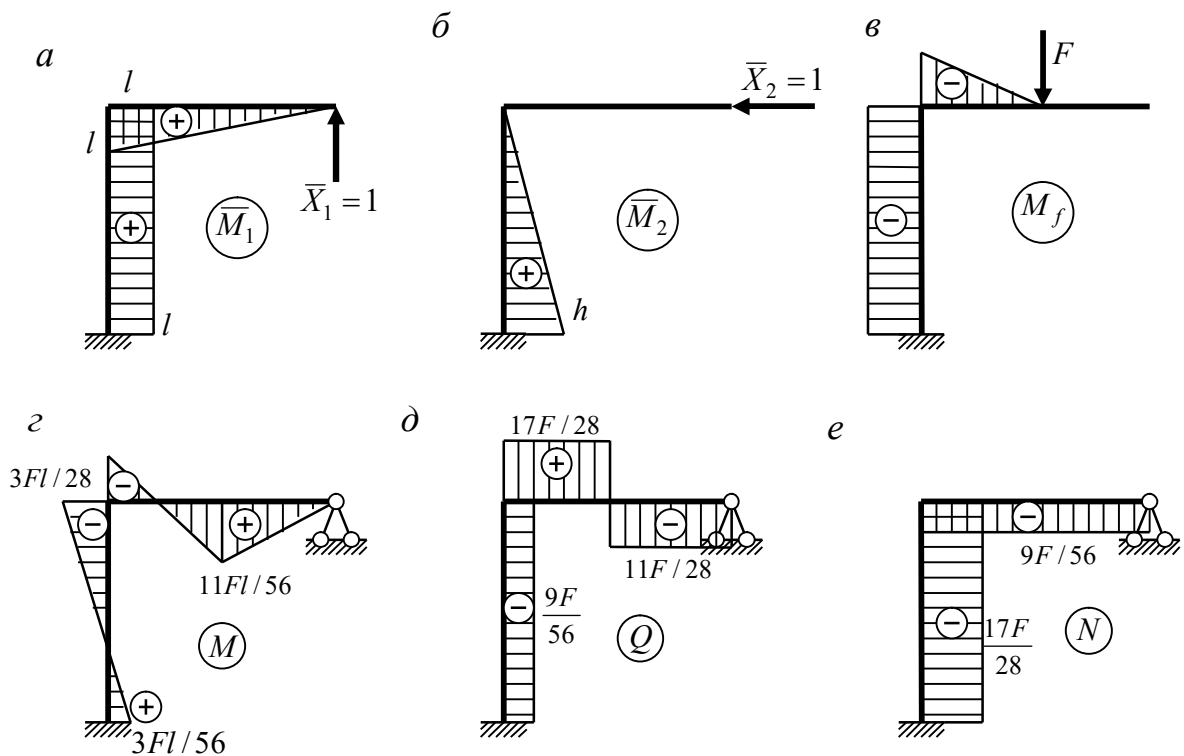 а
l
l
l
X̅₁ = 1
M̅₁
б
X̅₂ = 1
M̅₂
h
в
F
M_f
г
3Fl/28
11Fl/56
M
3Fl/56
д
17F/28
11F/28
9F/56
Q
е
9F/56
17F/28
N